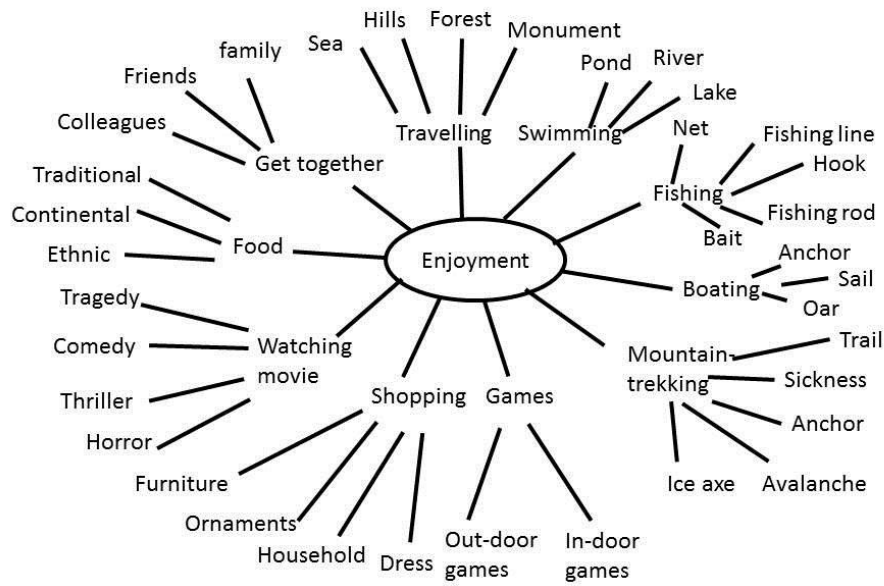 Hills
Forest
Monument
Sea
family
Friends
Colleagues
Get together
Travelling
Pond
River
Lake
Swimming
Net
Fishing line
Hook
Fishing
Fishing rod
Bait
Traditional
Continental
Ethnic
Food
Enjoyment
Anchor
Sail
Boating
Oar
Tragedy
Comedy
Thriller
Horror
Watching
movie
Mountain-
trekking
Trail
Sickness
Anchor
Avalanche
Ice axe
Shopping
Games
Furniture
Ornaments
Household
Dress
Out-door
games
In-door
games